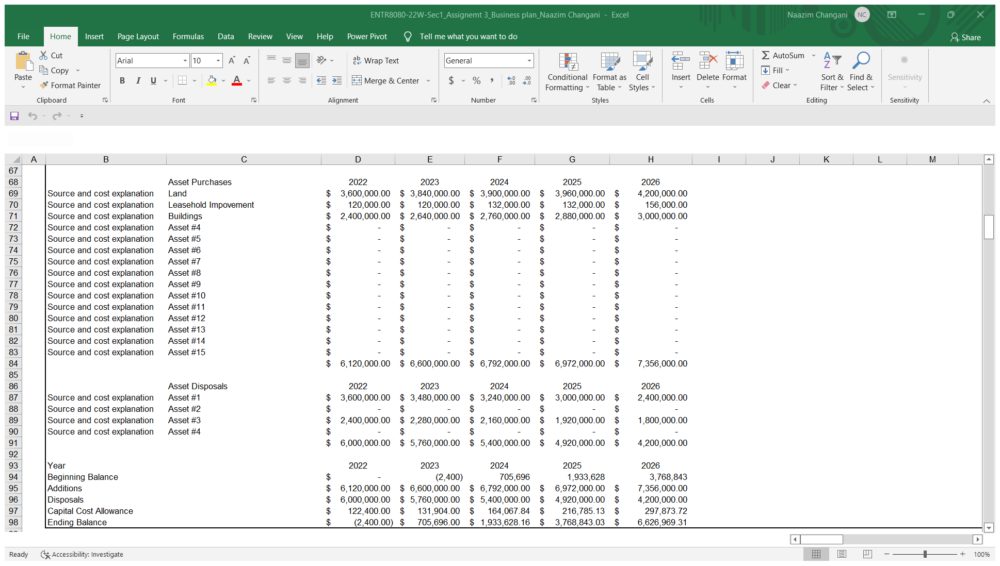 ENTR8080-22W-Sec1_Assignemt 3_Business plan_Naazim Changani - Excel
Naazim Changani NC
File Home Insert Page Layout Formulas Data Review View Help Power Pivot Tell me what you want to do Share
Paste
Cut
Copy
Format Painter
Clipboard
Arial 10 A A
B I U A
Font
ab Wrap Text
Merge & Center
Alignment
General
$ % , .00 .00
Number
Conditional Formatting
Format as Table
Cell Styles
Styles
Insert Delete Format
Cells
AutoSum
Fill
Clear
Sort & Filter
Find & Select
Editing
Sensitivity
Sensitivity
A B C D E F G H I J K L M
67
68 Asset Purchases 2022 2023 2024 2025 2026
69 Source and cost explanation Land $ 3,600,000.00 $ 3,840,000.00 $ 3,900,000.00 $ 3,960,000.00 $ 4,200,000.00
70 Source and cost explanation Leasehold Impovement $ 120,000.00 $ 120,000.00 $ 132,000.00 $ 132,000.00 $ 156,000.00
71 Source and cost explanation Buildings $ 2,400,000.00 $ 2,640,000.00 $ 2,760,000.00 $ 2,880,000.00 $ 3,000,000.00
72 Source and cost explanation Asset #4 $ - $ - $ - $ - $ -
73 Source and cost explanation Asset #5 $ - $ - $ - $ - $ -
74 Source and cost explanation Asset #6 $ - $ - $ - $ - $ -
75 Source and cost explanation Asset #7 $ - $ - $ - $ - $ -
76 Source and cost explanation Asset #8 $ - $ - $ - $ - $ -
77 Source and cost explanation Asset #9 $ - $ - $ - $ - $ -
78 Source and cost explanation Asset #10 $ - $ - $ - $ - $ -
79 Source and cost explanation Asset #11 $ - $ - $ - $ - $ -
80 Source and cost explanation Asset #12 $ - $ - $ - $ - $ -
81 Source and cost explanation Asset #13 $ - $ - $ - $ - $ -
82 Source and cost explanation Asset #14 $ - $ - $ - $ - $ -
83 Source and cost explanation Asset #15 $ - $ - $ - $ - $ -
84 $ 6,120,000.00 $ 6,600,000.00 $ 6,792,000.00 $ 6,972,000.00 $ 7,356,000.00
85
86 Asset Disposals 2022 2023 2024 2025 2026
87 Source and cost explanation Asset #1 $ 3,600,000.00 $ 3,480,000.00 $ 3,240,000.00 $ 3,000,000.00 $ 2,400,000.00
88 Source and cost explanation Asset #2 $ - $ - $ - $ - $ -
89 Source and cost explanation Asset #3 $ 2,400,000.00 $ 2,280,000.00 $ 2,160,000.00 $ 1,920,000.00 $ 1,800,000.00
90 Source and cost explanation Asset #4 $ - $ - $ - $ - $ -
91 $ 6,000,000.00 $ 5,760,000.00 $ 5,400,000.00 $ 4,920,000.00 $ 4,200,000.00
92
93 Year 2022 2023 2024 2025 2026
94 Beginning Balance $ - (2,400) 705,696 1,933,628 3,768,843
95 Additions $ 6,120,000.00 $ 6,600,000.00 $ 6,792,000.00 $ 6,972,000.00 $ 7,356,000.00
96 Disposals $ 6,000,000.00 $ 5,760,000.00 $ 5,400,000.00 $ 4,920,000.00 $ 4,200,000.00
97 Capital Cost Allowance $ 122,400.00 $ 131,904.00 $ 164,067.84 $ 216,785.13 $ 297,873.72
98 Ending Balance $ (2,400.00) $ 705,696.00 $ 1,933,628.16 $ 3,768,843.03 $ 6,626,969.31
Ready Accessibility: Investigate 100%